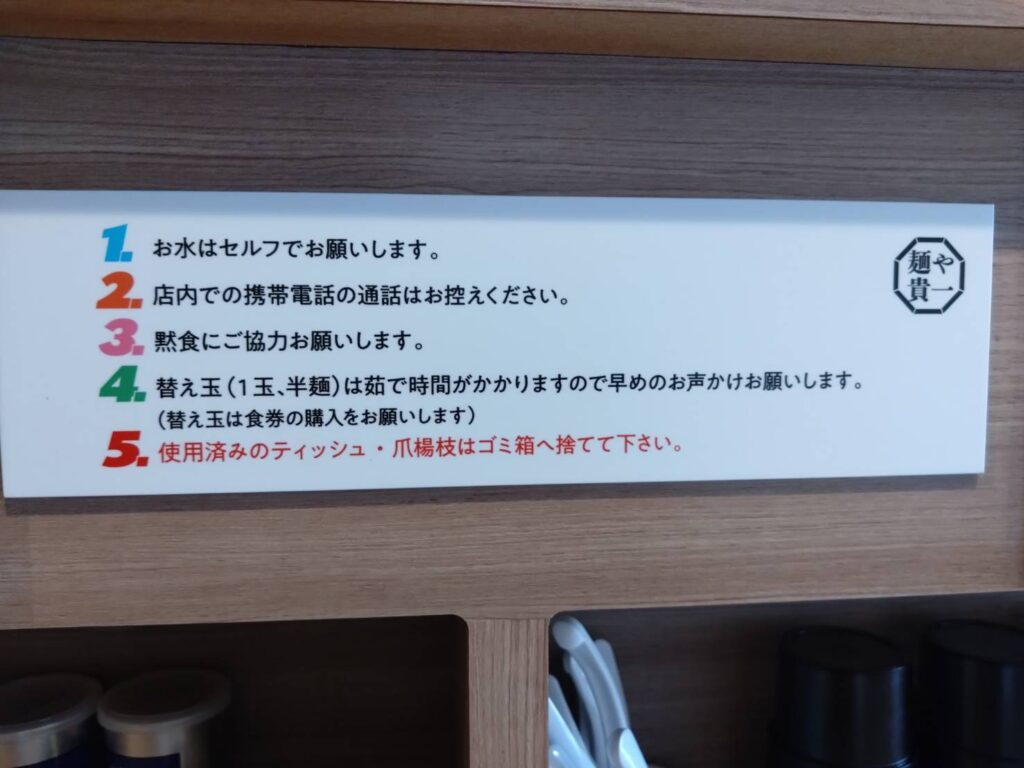 1. お水はセルフでお願いします。
2. 店内での携帯電話の通話はお控えください。
3. 黙食にご協力お願いします。
4. 替え玉(1玉、半麺)は茹で時間がかかりますので早めのお声かけお願いします。
(替え玉は食券の購入をお願いします)
5. 使用済みのティッシュ・爪楊枝はゴミ箱へ捨てて下さい。
麺や
貴一